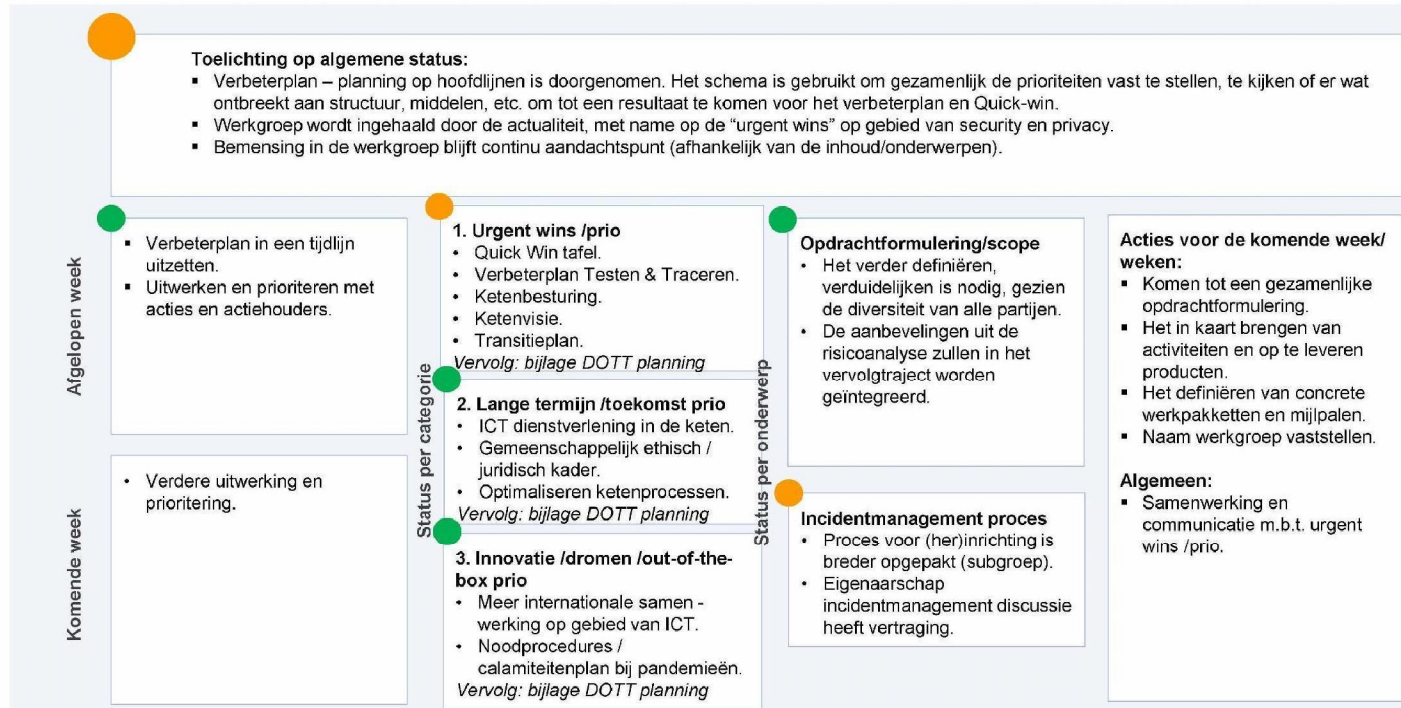 Toelichting op algemene status:
▪ Verbeterplan – planning op hoofdlijnen is doorgenomen. Het schema is gebruikt om gezamenlijk de prioriteiten vast te stellen, te kijken of er wat
ontbreekt aan structuur, middelen, etc. om tot een resultaat te komen voor het verbeterplan en Quick-win.
▪ Werkgroep wordt ingehaald door de actualiteit, met name op de “urgent wins” op gebied van security en privacy.
▪ Bemensing in de werkgroep blijft continu aandachtspunt (afhankelijk van de inhoud/onderwerpen).
Afgelopen week
▪ Verbeterplan in een tijdlijn
uitzetten.
▪ Uitwerken en prioriteren met
acties en actiehouders.
Komende week
• Verdere uitwerking en
prioritering.
Status per categorie
1. Urgent wins /prio
• Quick Win tafel.
• Verbeterplan Testen & Traceren.
• Ketenbesturing.
• Ketenvisie.
• Transitieplan.
Vervolg: bijlage DOTT planning
2. Lange termijn /toekomst prio
• ICT dienstverlening in de keten.
• Gemeenschappelijk ethisch /
juridisch kader.
• Optimaliseren ketenprocessen.
Vervolg: bijlage DOTT planning
3. Innovatie /dromen /out-of-the-
box prio
• Meer internationale samen -
werking op gebied van ICT.
• Noodprocedures /
calamiteitenplan bij pandemieën.
Vervolg: bijlage DOTT planning
Status per onderwerp
Opdrachtformulering/scope
• Het verder definiëren,
verduidelijken is nodig, gezien
de diversiteit van alle partijen.
• De aanbevelingen uit de
risicoanalyse zullen in het
vervolgtraject worden
geïntegreerd.
Incidentmanagement proces
• Proces voor (her)inrichting is
breder opgepakt (subgroep).
• Eigenaarschap
incidentmanagement discussie
heeft vertraging.
Acties voor de komende week/
weken:
▪ Komen tot een gezamenlijke
opdrachtformulering.
▪ Het in kaart brengen van
activiteiten en op te leveren
producten.
▪ Het definiëren van concrete
werkpakketten en mijlpalen.
▪ Naam werkgroep vaststellen.
Algemeen:
▪ Samenwerking en
communicatie m.b.t. urgent
wins /prio.